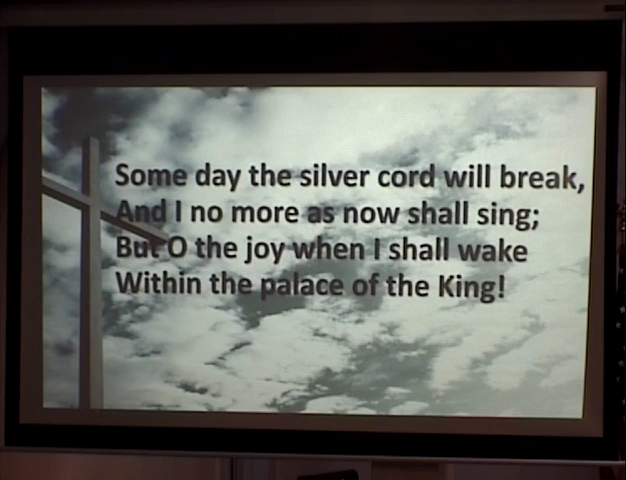 Some day the silver cord will break,
And I no more as now shall sing;
But O the joy when I shall wake
Within the palace of the King!